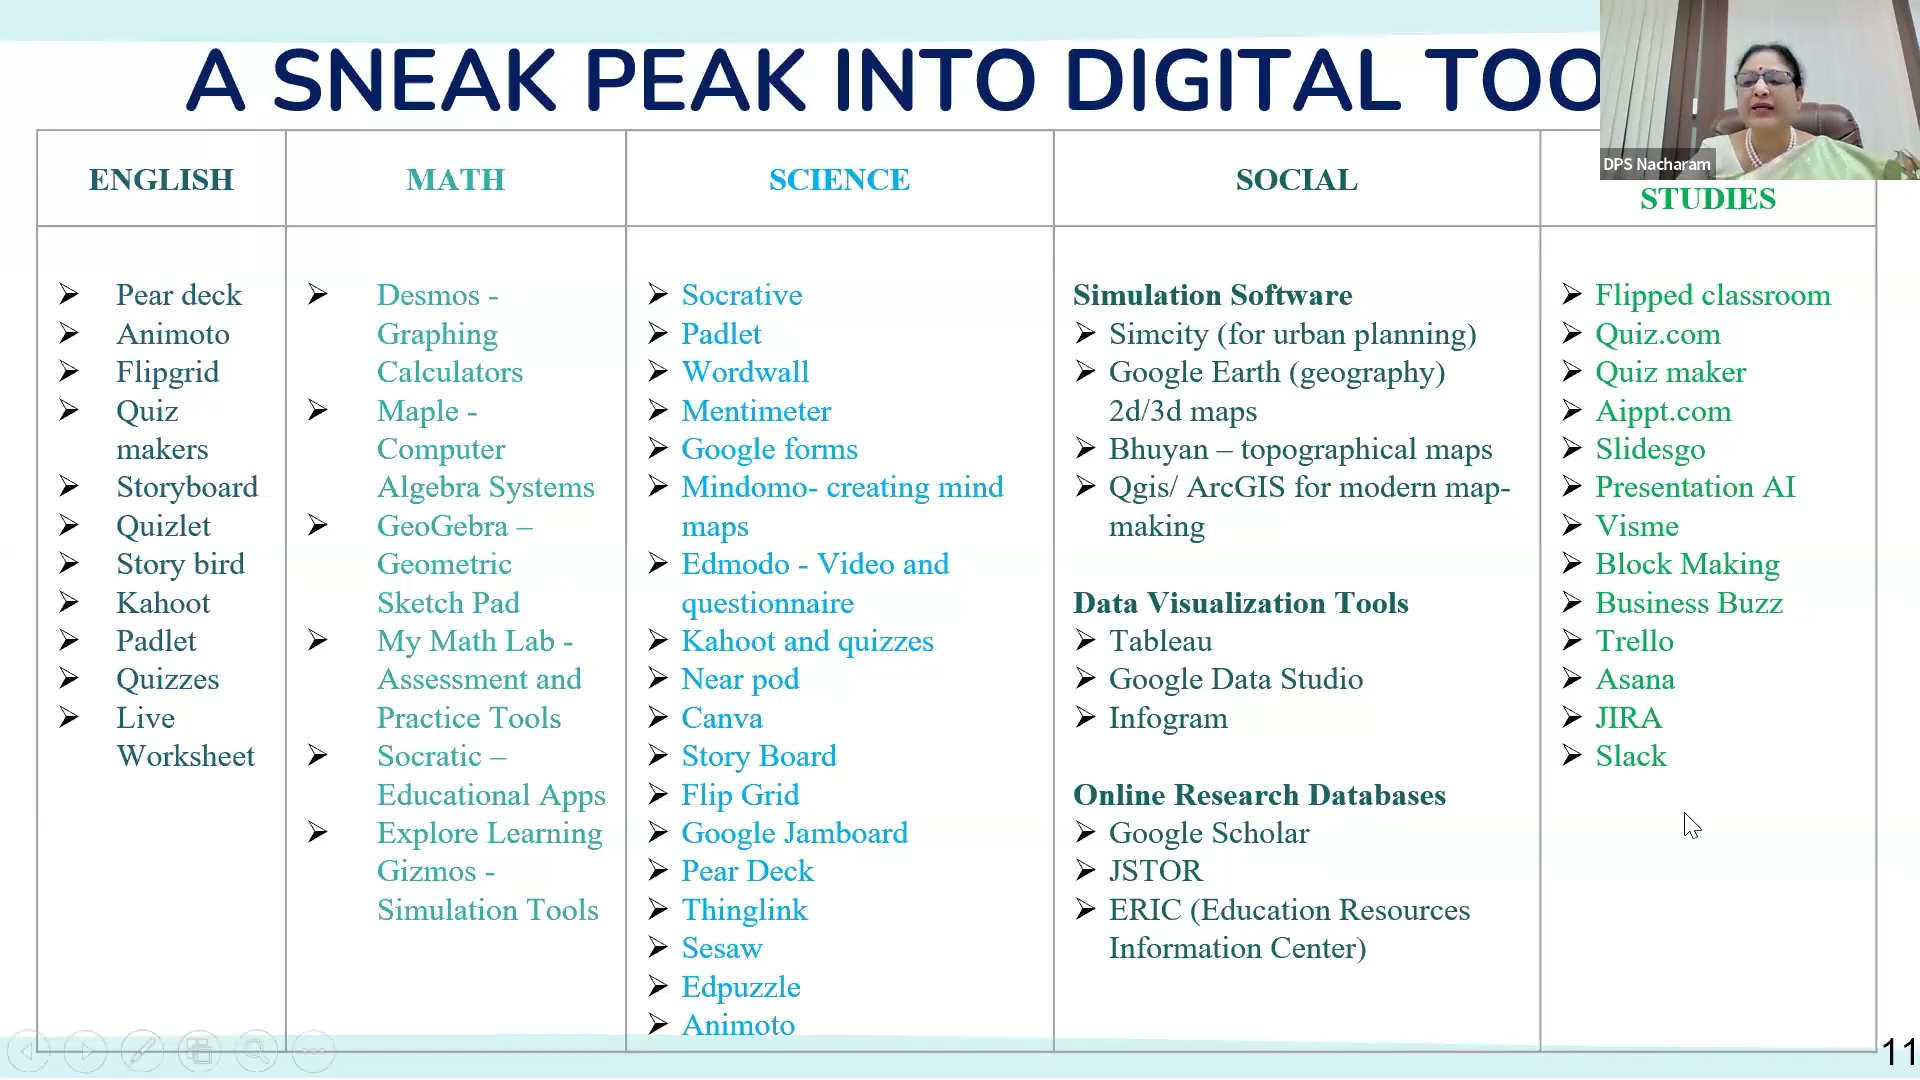 A SNEAK PEAK INTO DIGITAL TOO
DPS Nacharam
ENGLISH
MATH
SCIENCE
SOCIAL
STUDIES
➢ Pear deck
➢ Animoto
➢ Flipgrid
➢ Quiz
makers
➢ Storyboard
➢ Quizlet
➢ Story bird
➢ Kahoot
➢ Padlet
➢ Quizzes
➢ Live
Worksheet
➢ Desmos -
Graphing
Calculators
➢ Maple -
Computer
Algebra Systems
➢ GeoGebra –
Geometric
Sketch Pad
➢ My Math Lab -
Assessment and
Practice Tools
➢ Socratic –
Educational Apps
➢ Explore Learning
Gizmos -
Simulation Tools
➢ Socrative
➢ Padlet
➢ Wordwall
➢ Mentimeter
➢ Google forms
➢ Mindomo- creating mind
maps
➢ Edmodo - Video and
questionnaire
➢ Kahoot and quizzes
➢ Near pod
➢ Canva
➢ Story Board
➢ Flip Grid
➢ Google Jamboard
➢ Pear Deck
➢ Thinglink
➢ Sesaw
➢ Edpuzzle
➢ Animoto
Simulation Software
➢ Simcity (for urban planning)
➢ Google Earth (geography)
2d/3d maps
➢ Bhuyan – topographical maps
➢ Qgis/ ArcGIS for modern map-
making
Data Visualization Tools
➢ Tableau
➢ Google Data Studio
➢ Infogram
Online Research Databases
➢ Google Scholar
➢ JSTOR
➢ ERIC (Education Resources
Information Center)
➢ Flipped classroom
➢ Quiz.com
➢ Quiz maker
➢ Aippt.com
➢ Slidesgo
➢ Presentation AI
➢ Visme
➢ Block Making
➢ Business Buzz
➢ Trello
➢ Asana
➢ JIRA
➢ Slack
11